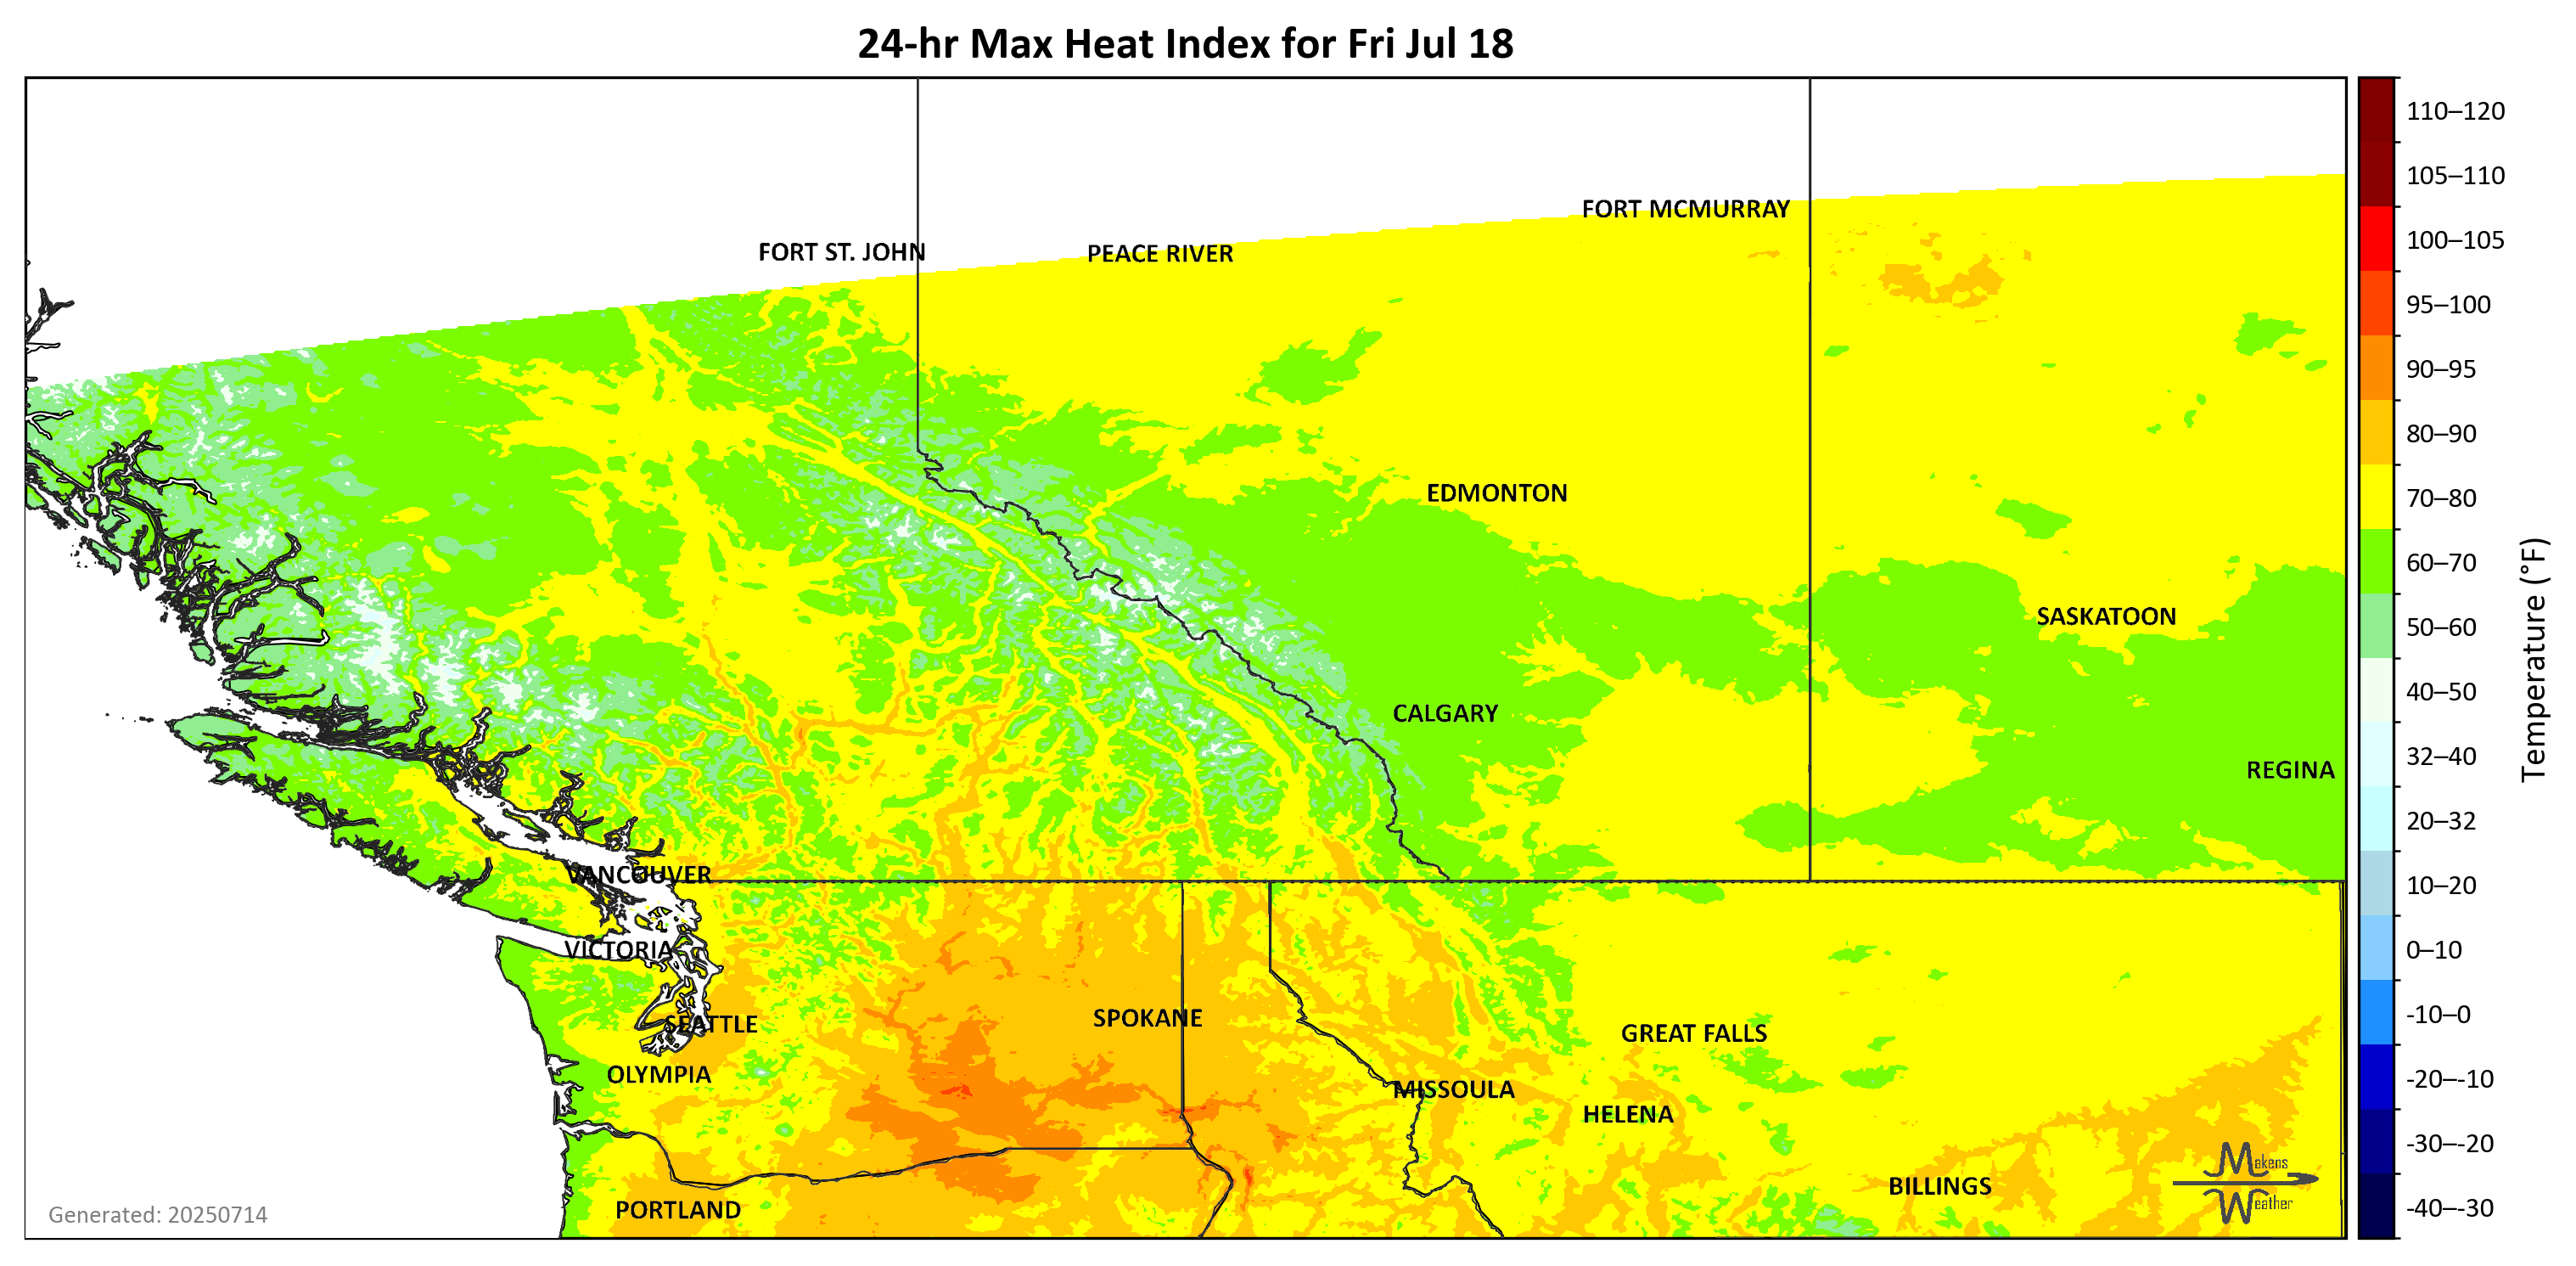 24-hr Max Heat Index for Fri Jul 18
FORT MCMURRAY
FORT ST. JOHN
PEACE RIVER
EDMONTON
SASKATOON
CALGARY
REGINA
VANCOUVER
VICTORIA
SEATTLE
SPOKANE
GREAT FALLS
OLYMPIA
MISSOULA
HELENA
BILLINGS
PORTLAND
Makens
Weather
Generated: 20250714
110–120
105–110
100–105
95–100
90–95
80–90
70–80
60–70
50–60
40–50
32–40
20–32
10–20
0–10
-10–0
-20–-10
-30–-20
-40–-30
Temperature (°F)